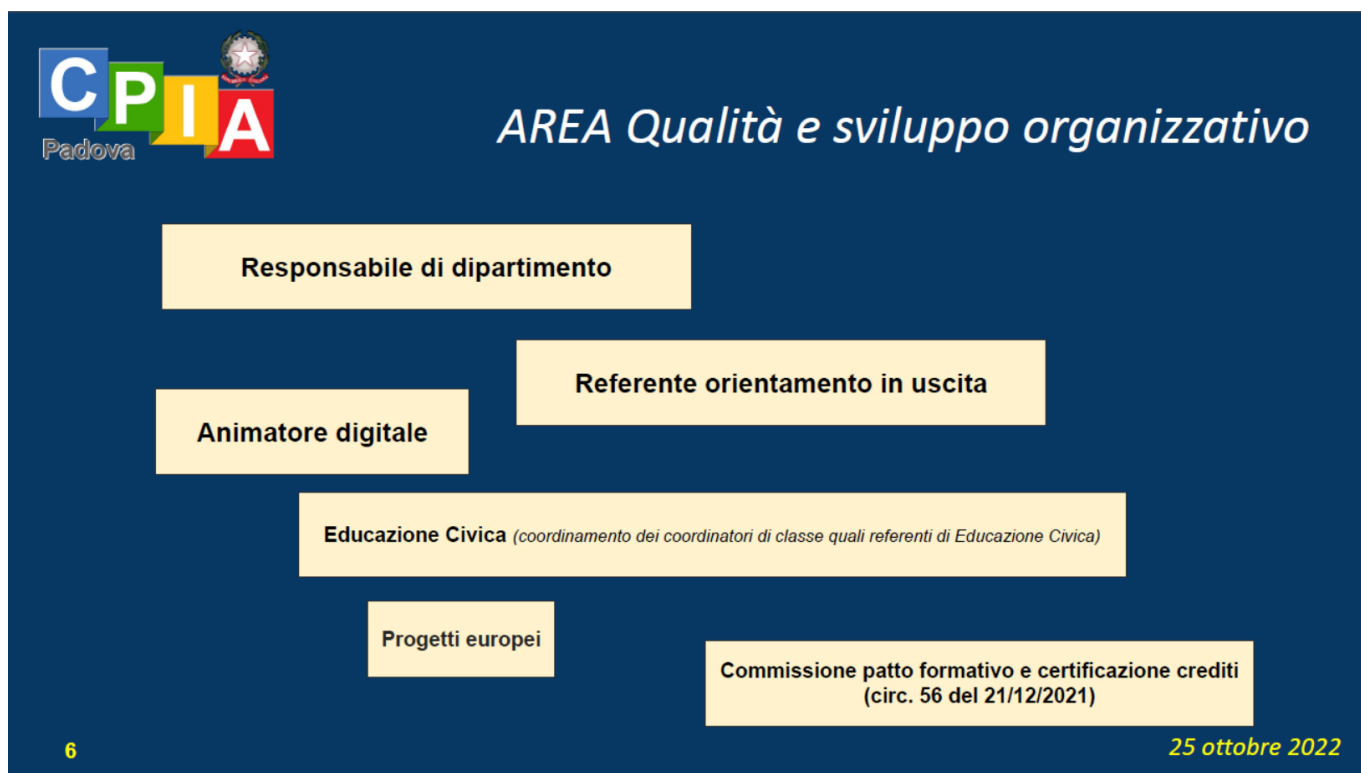 CPIA
Padova
AREA Qualità e sviluppo organizzativo
Responsabile di dipartimento
Referente orientamento in uscita
Animatore digitale
Educazione Civica (coordinamento dei coordinatori di classe quali referenti di Educazione Civica)
Progetti europei
Commissione patto formativo e certificazione crediti
(circ. 56 del 21/12/2021)
6
25 ottobre 2022